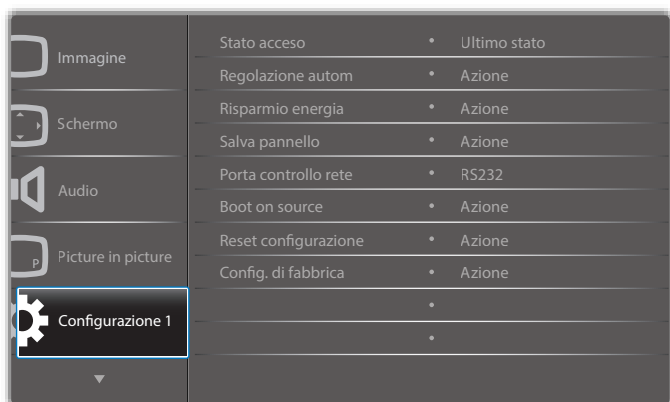 Immagine
Schermo
Audio
P
Picture in picture
Configurazione 1
Stato acceso • Ultimo stato
Regolazione autom • Azione
Risparmio energia • Azione
Salva pannello • Azione
Porta controllo rete • RS232
Boot on source • Azione
Reset configurazione • Azione
Config. di fabbrica • Azione
•
•